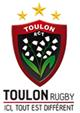 TOULON
RCT
TOULON RUGBY
ICI, TOUT EST DIFFÉRENT